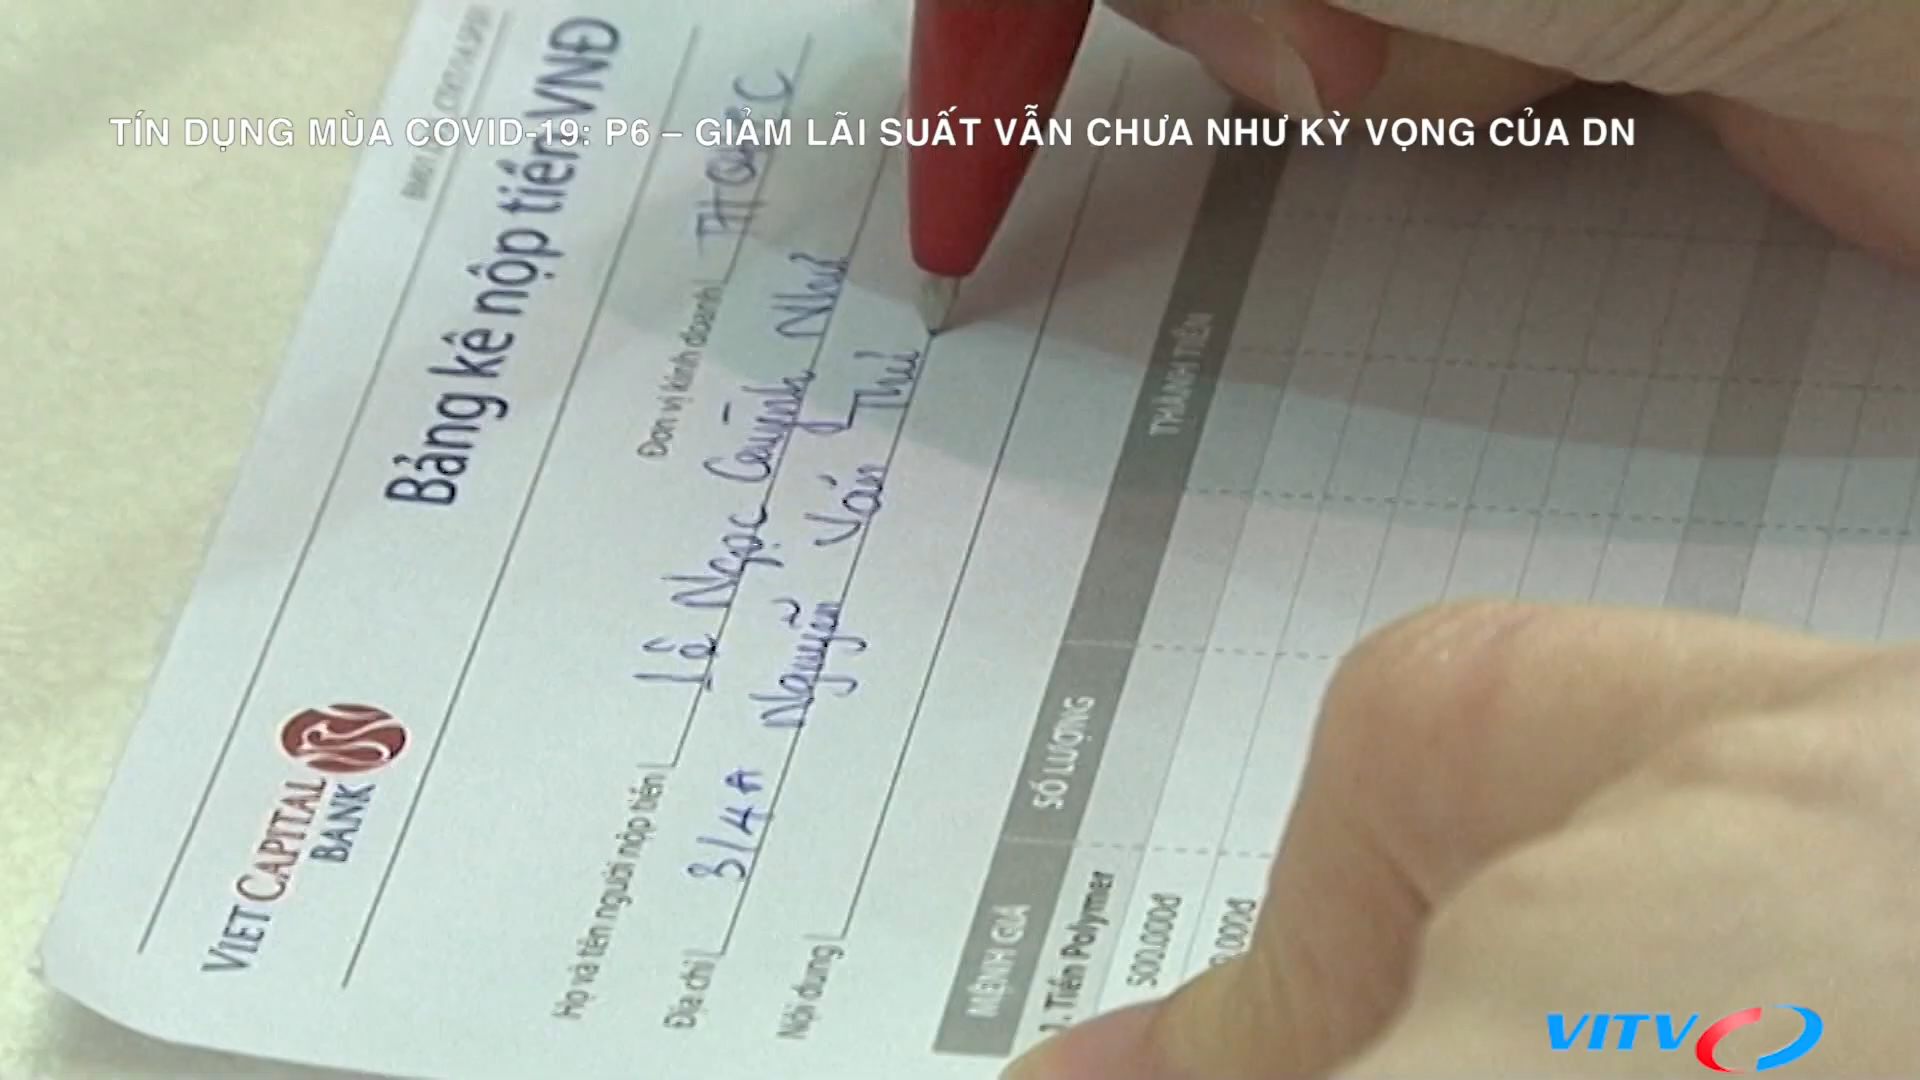 TÍN DỤNG MÙA COVID-19: P6 – GIẢM LÃI SUẤT VẪN CHƯA NHƯ KỲ VỌNG CỦA DN
VIET CAPITAL
BANK
Bảng kê nộp tiền VNĐ
Đơn vị kinh doanh
Họ và tên người nộp tiền Lê Ngọc Quỳnh Như
Địa chỉ 3/4A Nguyễn Văn Thủ
Nội dung
MỆNH GIÁ SỐ LƯỢNG THÀNH TIỀN
Tiền Polymer
500.000đ
VITV